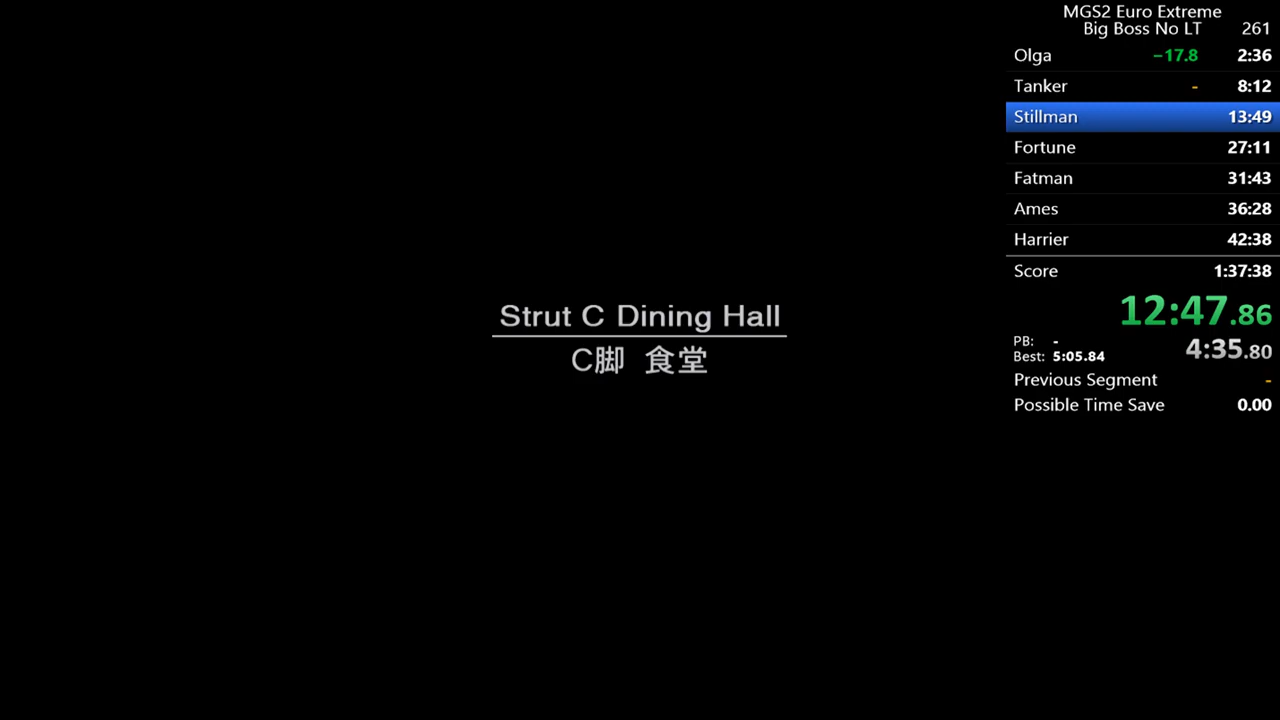 MGS2 Euro Extreme
Big Boss No LT 261
Olga −17.8 2:36
Tanker - 8:12
Stillman 13:49
Fortune 27:11
Fatman 31:43
Ames 36:28
Harrier 42:38
Score 1:37:38
12:47.86
PB: -
Best: 5:05.84
4:35.80
Previous Segment -
Possible Time Save 0.00
Strut C Dining Hall
C脚 食堂